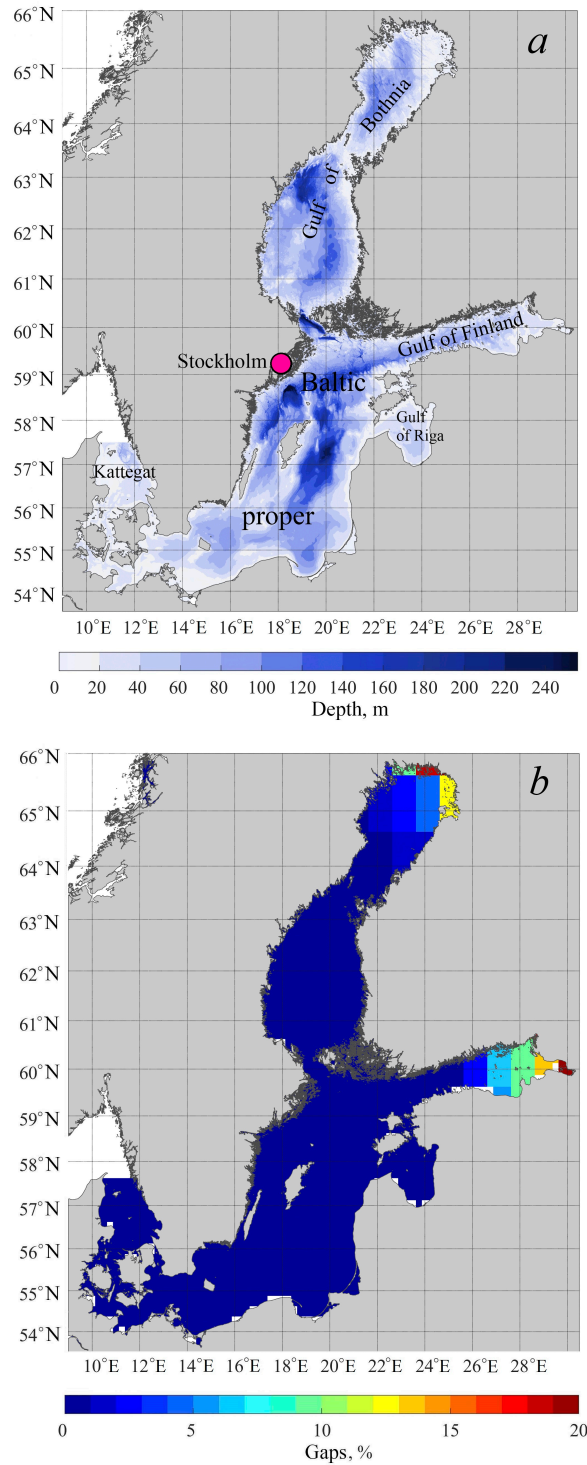 66°N
a
65°N
Bothnia
64°N
63°N
of
Gulf
62°N
61°N
60°N
Gulf of Finland
Stockholm
59°N
Baltic
58°N
Gulf
of Riga
57°N
Kattegat
56°N
proper
55°N
54°N
10°E 12°E 14°E 16°E 18°E 20°E 22°E 24°E 26°E 28°E
0 20 40 60 80 100 120 140 160 180 200 220 240
Depth, m
66°N
b
65°N
64°N
63°N
62°N
61°N
60°N
59°N
58°N
57°N
56°N
55°N
54°N
10°E 12°E 14°E 16°E 18°E 20°E 22°E 24°E 26°E 28°E
0 5 10 15 20
Gaps, %